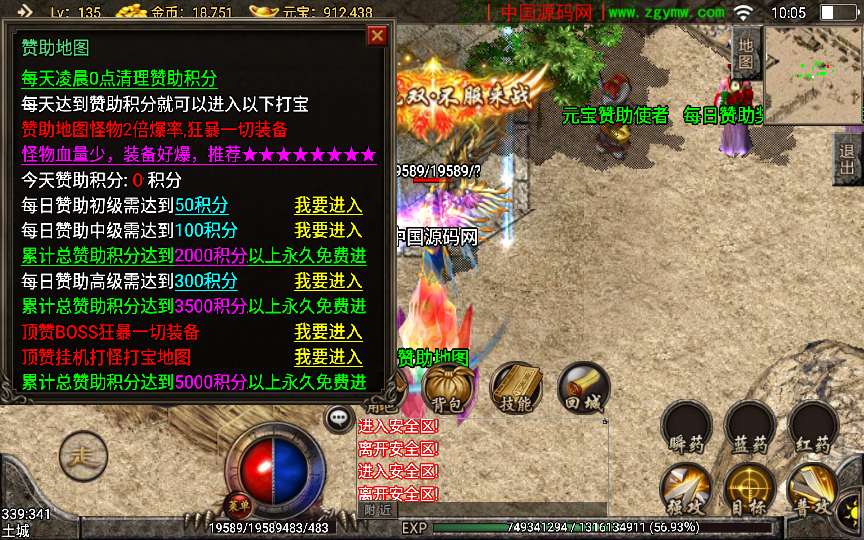 Lv：135 金币：18,751 元宝：912,438
中国源码网 www.zgymw.com 10:05
赞助地图
每天凌晨0点清理赞助积分
每天达到赞助积分就可以进入以下打宝
赞助地图怪物2倍爆率,狂暴一切装备
怪物血量少，装备好爆，推荐★★★★★★★★
今天赞助积分: 0 积分
每日赞助初级需达到50积分 我要进入
每日赞助中级需达到100积分 我要进入
累计总赞助积分达到2000积分以上永久免费进
每日赞助高级需达到300积分 我要进入
累计总赞助积分达到3500积分以上永久免费进
顶赞BOSS狂暴一切装备 我要进入
顶赞挂机打怪打宝地图 我要进入
累计总赞助积分达到5000积分以上永久免费进
双·不服来战
元宝赞助使者 每日赞助
地图
退出
9589/19589/?
中国源码网
赞助地图
背包 技能 回城
进入安全区!
离开安全区!
进入安全区!
离开安全区!
附近
走
菜单
瞬药 蓝药 红药
强攻 目标 普攻
339:341
土城
19589/19589483/483
EXP 749341294 / 1316134911 (56.93%)